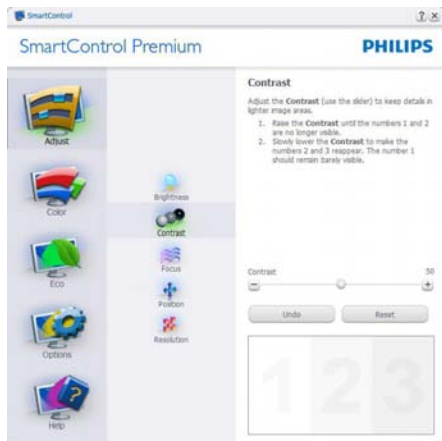 SmartControl
SmartControl Premium
PHILIPS
Adjust
Color
Eco
Options
Help
Brightness
Contrast
Focus
Position
Resolution
Contrast
Adjust the Contrast (use the slider) to keep details in
lighter image areas.
1. Raise the Contrast until the numbers 1 and 2
are no longer visible.
2. Slowly lower the Contrast to make the
numbers 2 and 3 reappear. The number 1
should remain barely visible.
Contrast 50
Undo Reset
1 2 3